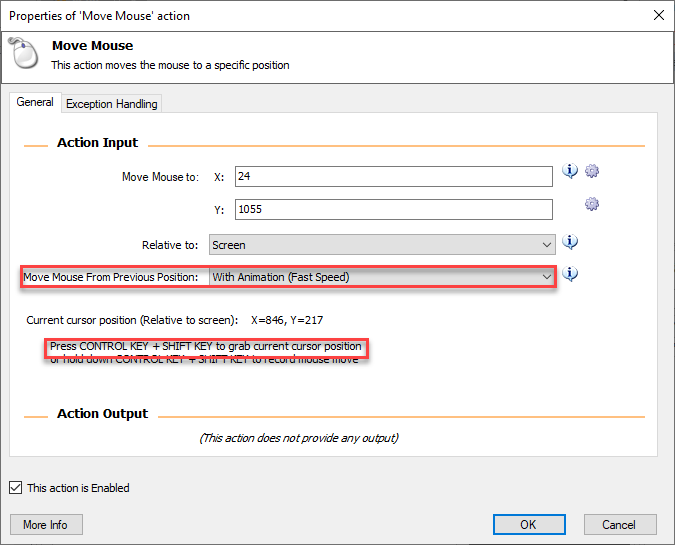 Properties of 'Move Mouse' action
Move Mouse
This action moves the mouse to a specific position
General Exception Handling
Action Input
Move Mouse to: X: 24
Y: 1055
Relative to: Screen
Move Mouse From Previous Position: With Animation (Fast Speed)
Current cursor position (Relative to screen): X=846, Y=217
Press CONTROL KEY + SHIFT KEY to grab current cursor position
or hold down CONTROL KEY + SHIFT KEY to record mouse move
Action Output
(This action does not provide any output)
This action is Enabled
More Info OK Cancel